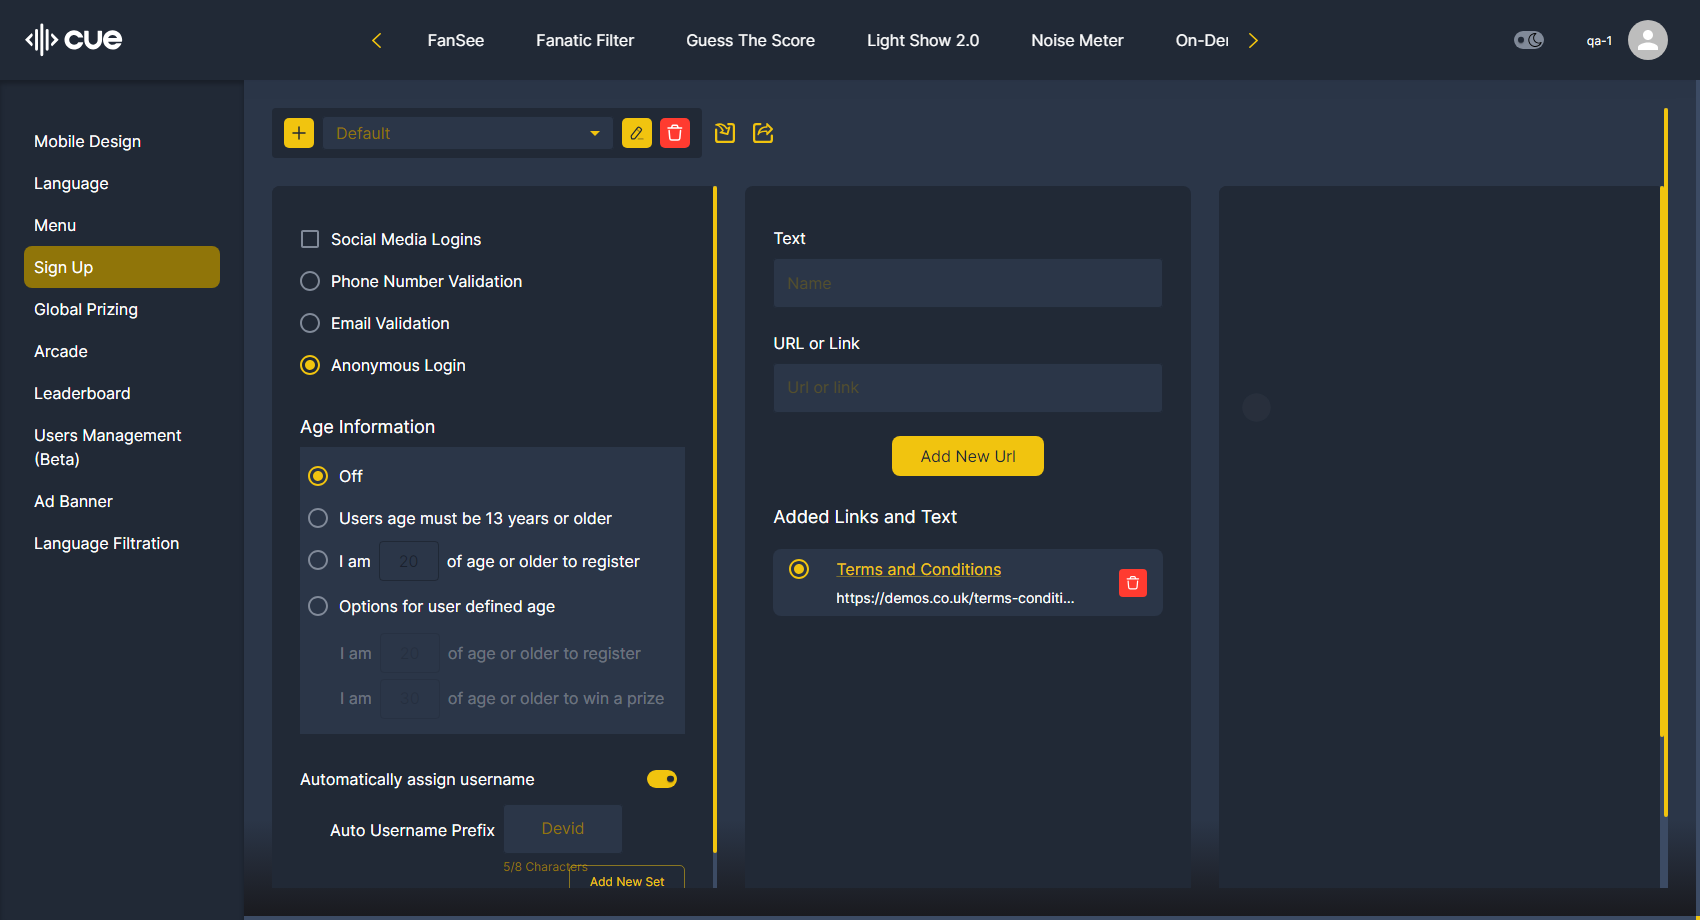 cue
FanSee
Fanatic Filter
Guess The Score
Light Show 2.0
Noise Meter
On-De
qa-1
Mobile Design
Language
Menu
Sign Up
Global Prizing
Arcade
Leaderboard
Users Management
(Beta)
Ad Banner
Language Filtration
Default
Social Media Logins
Phone Number Validation
Email Validation
Anonymous Login
Age Information
Off
Users age must be 13 years or older
I am 20 of age or older to register
Options for user defined age
I am 20 of age or older to register
I am 30 of age or older to win a prize
Automatically assign username
Auto Username Prefix Devid
5/8 Characters
Add New Set
Text
Name
URL or Link
Url or link
Add New Url
Added Links and Text
Terms and Conditions
https://demos.co.uk/terms-conditi...